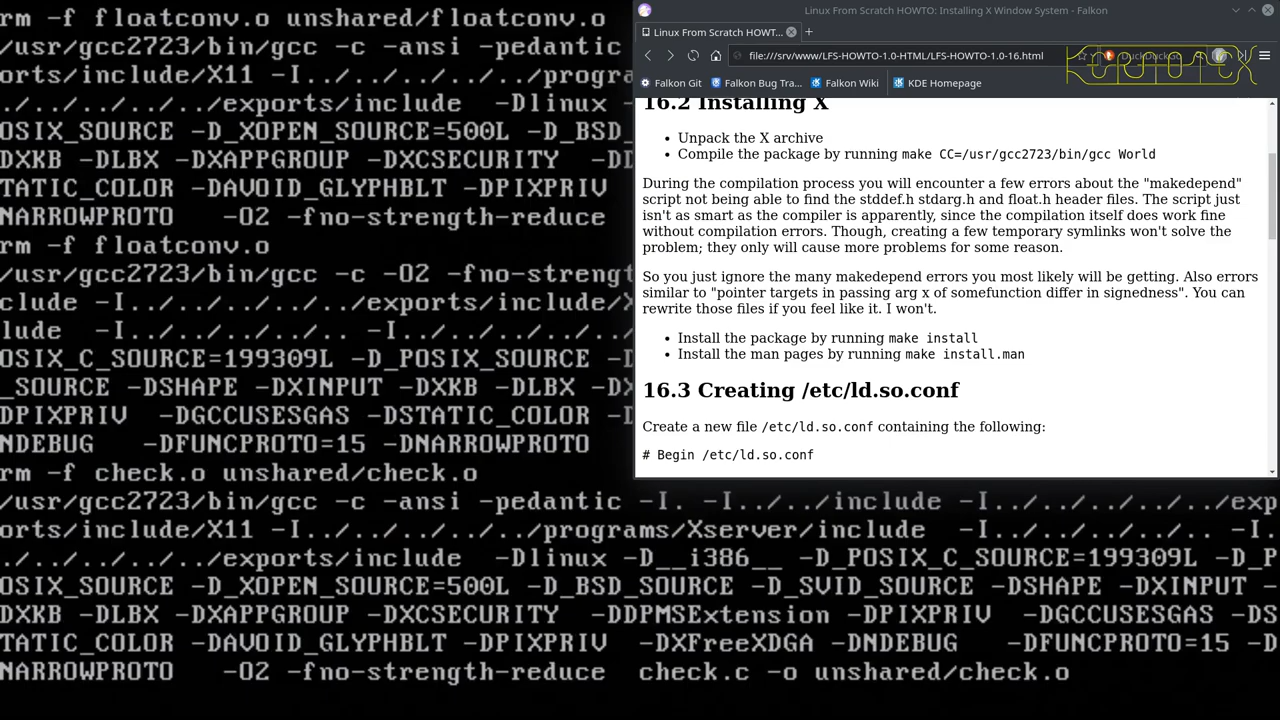 rm -f floatconv.o unshared/floatconv.o
/usr/gcc2723/bin/gcc -c -ansi -pedantic
orts/include/X11 -I../../../../progra
./../../../exports/include  -Dlinux
OSIX_SOURCE -D_XOPEN_SOURCE=500L -D_BSD_
DXKB -DLBX -DXAPPGROUP -DXCSECURITY  -DD
TATIC_COLOR -DAVOID_GLYPHBLT -DPIXPRIV
NARROWPROTO  -O2 -fno-strength-reduce
rm -f floatconv.o
/usr/gcc2723/bin/gcc -c -O2 -fno-strengt
clude -I../../../../exports/include/X
lude  -I../../../../.. -I../../../
OSIX_C_SOURCE=199309L -D_POSIX_SOURCE -D
_SOURCE -DSHAPE -DXINPUT -DXKB -DLBX -DX
DPIXPRIV  -DGCCUSESGAS -DSTATIC_COLOR -D
NDEBUG  -DFUNCPROTO=15 -DNARROWPROTO
rm -f check.o unshared/check.o
/usr/gcc2723/bin/gcc -c -ansi -pedantic -I. -I../../include -I../../../../exp
orts/include/X11 -I../../../../programs/Xserver/include  -I../../../../.. -I.
./../../../exports/include  -Dlinux -D__i386__ -D_POSIX_C_SOURCE=199309L -D_P
OSIX_SOURCE -D_XOPEN_SOURCE=500L -D_BSD_SOURCE -D_SVID_SOURCE -DSHAPE -DXINPUT -
DXKB -DLBX -DXAPPGROUP -DXCSECURITY  -DDPMSExtension -DPIXPRIV  -DGCCUSESGAS -DS
TATIC_COLOR -DAVOID_GLYPHBLT -DPIXPRIV  -DXFreeXDGA -DNDEBUG  -DFUNCPROTO=15 -D
NARROWPROTO  -O2 -fno-strength-reduce  check.c -o unshared/check.o
Linux From Scratch HOWTO: Installing X Window System - Falkon
Linux From Scratch HOWT...
file:///srv/www/LFS-HOWTO-1.0-HTML/LFS-HOWTO-1.0-16.html
Falkon Git Falkon Bug Tra... Falkon Wiki KDE Homepage
16.2 Installing X
• Unpack the X archive
• Compile the package by running make CC=/usr/gcc2723/bin/gcc World
During the compilation process you will encounter a few errors about the "makedepend"
script not being able to find the stddef.h stdarg.h and float.h header files. The script just
isn't as smart as the compiler is apparently, since the compilation itself does work fine
without compilation errors. Though, creating a few temporary symlinks won't solve the
problem; they only will cause more problems for some reason.
So you just ignore the many makedepend errors you most likely will be getting. Also errors
similar to "pointer targets in passing arg x of somefunction differ in signedness". You can
rewrite those files if you feel like it. I won't.
• Install the package by running make install
• Install the man pages by running make install.man
16.3 Creating /etc/ld.so.conf
Create a new file /etc/ld.so.conf containing the following:
# Begin /etc/ld.so.conf